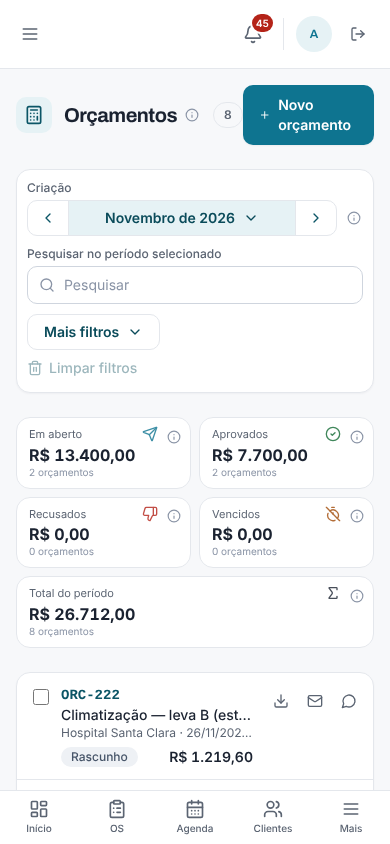 45
A
Orçamentos
8
+ Novo orçamento
Criação
Novembro de 2026
Pesquisar no período selecionado
Pesquisar
Mais filtros
Limpar filtros
Em aberto
R$ 13.400,00
2 orçamentos
Aprovados
R$ 7.700,00
2 orçamentos
Recusados
R$ 0,00
0 orçamentos
Vencidos
R$ 0,00
0 orçamentos
Total do período
Σ
R$ 26.712,00
8 orçamentos
ORC-222
Climatização — leva B (est...
Hospital Santa Clara · 26/11/202...
Rascunho
R$ 1.219,60
Início
OS
Agenda
Clientes
Mais